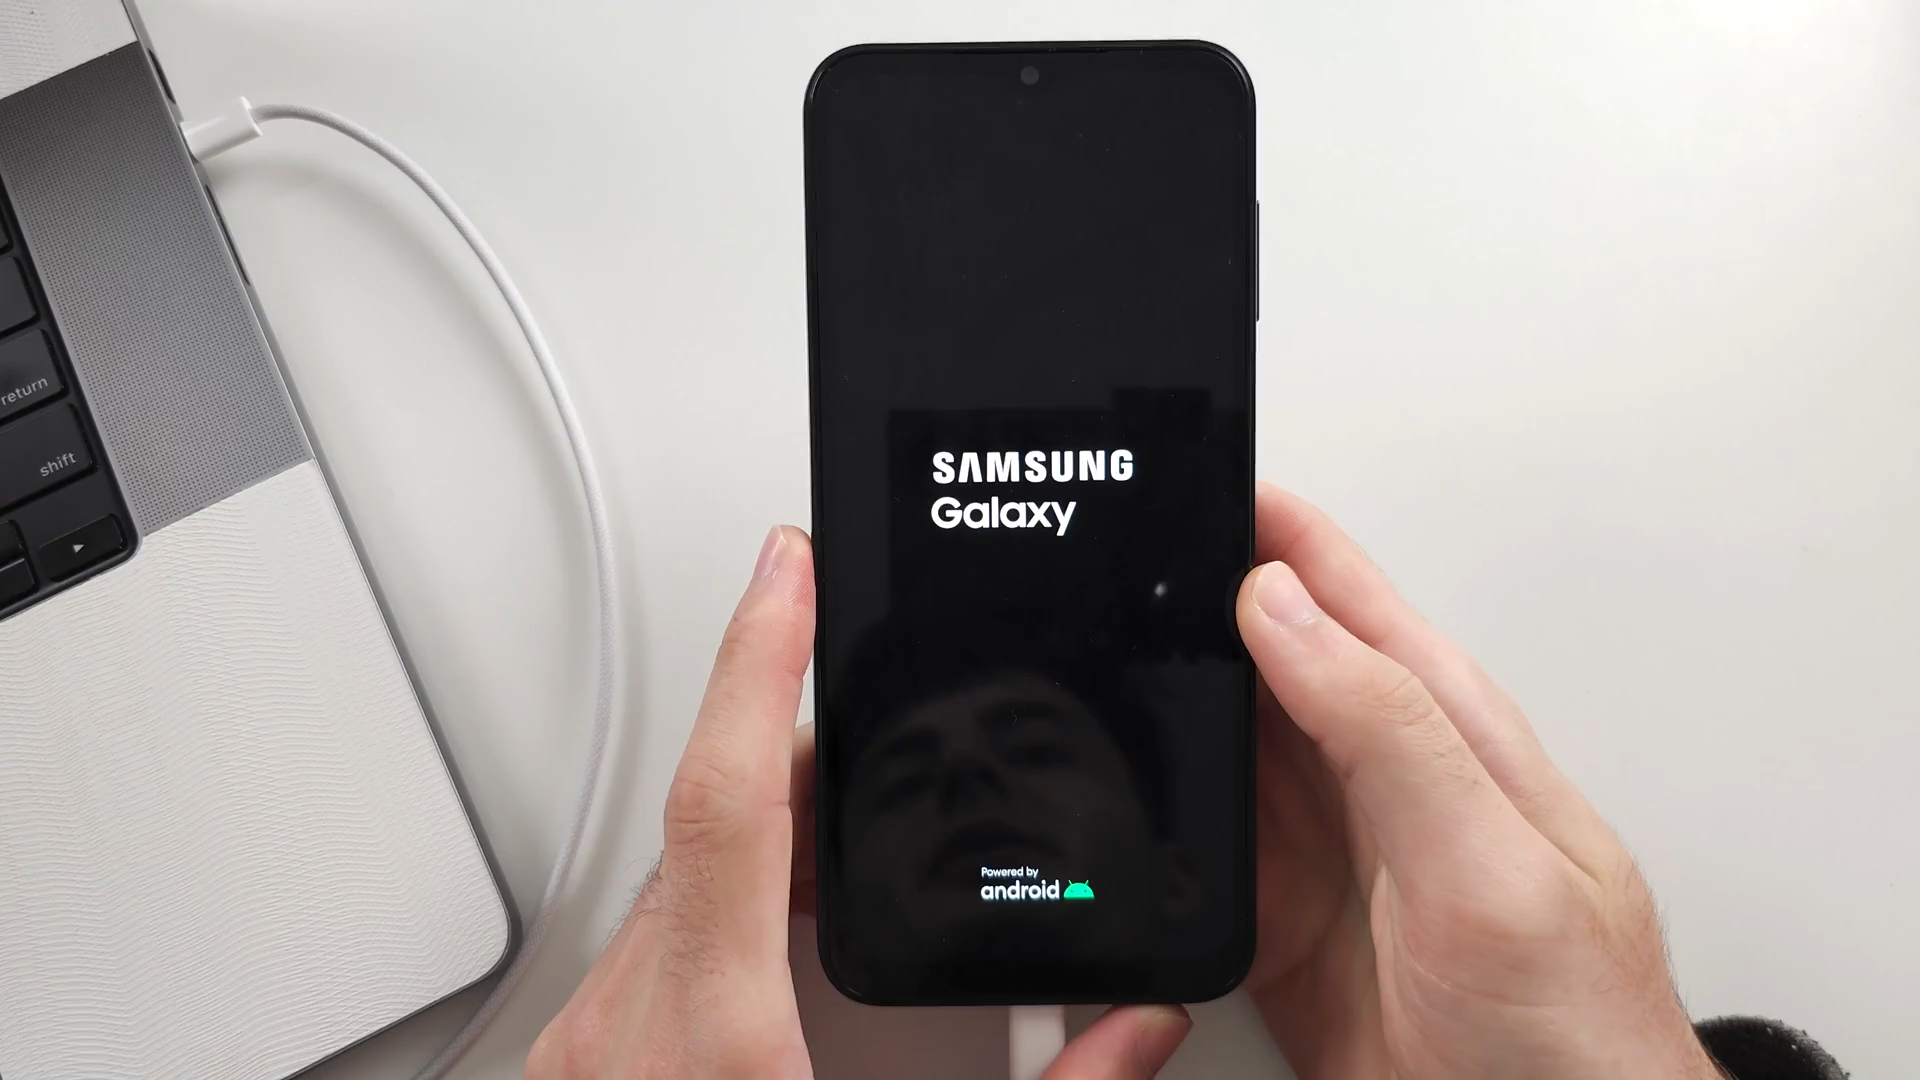 return
shift
SAMSUNG
Galaxy
Powered by
android